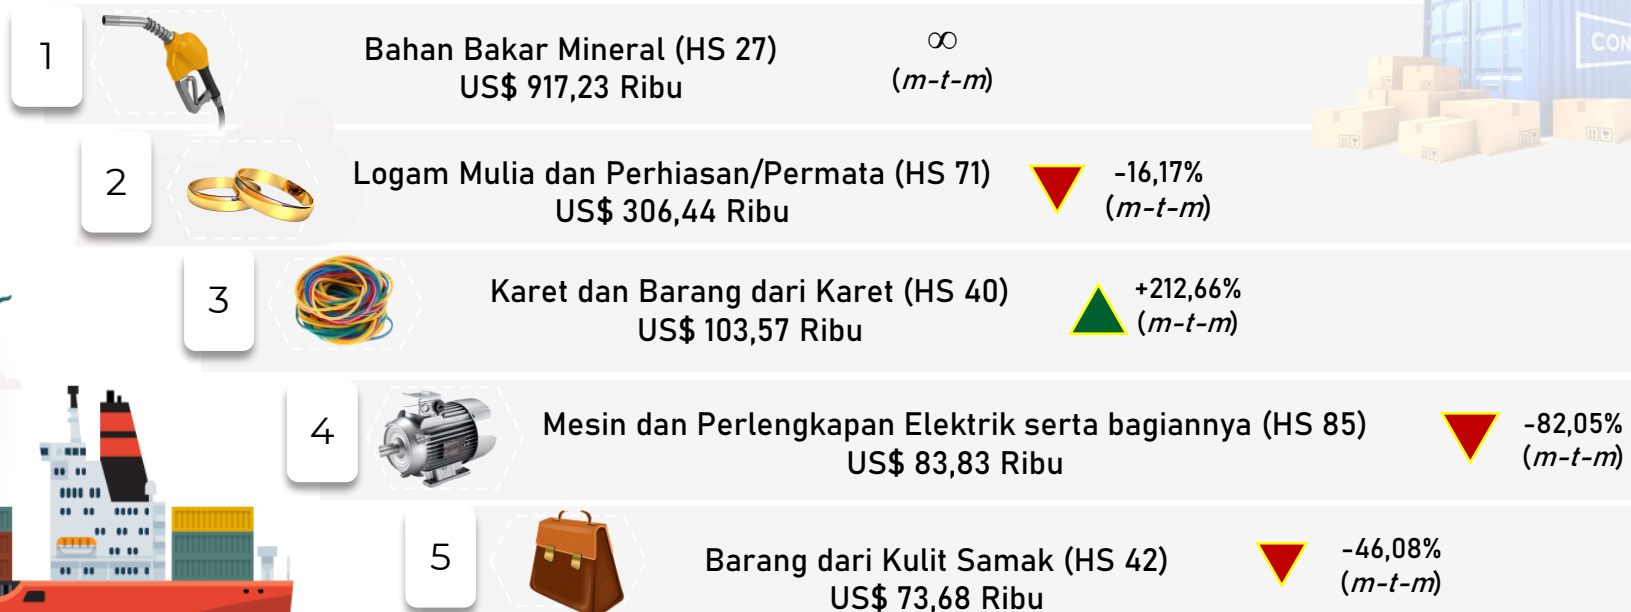 1
Bahan Bakar Mineral (HS 27)
US$ 917,23 Ribu
∞
(m-t-m)
CON
2
Logam Mulia dan Perhiasan/Permata (HS 71)
US$ 306,44 Ribu
-16,17%
(m-t-m)
3
Karet dan Barang dari Karet (HS 40)
US$ 103,57 Ribu
+212,66%
(m-t-m)
4
Mesin dan Perlengkapan Elektrik serta bagiannya (HS 85)
US$ 83,83 Ribu
-82,05%
(m-t-m)
5
Barang dari Kulit Samak (HS 42)
US$ 73,68 Ribu
-46,08%
(m-t-m)